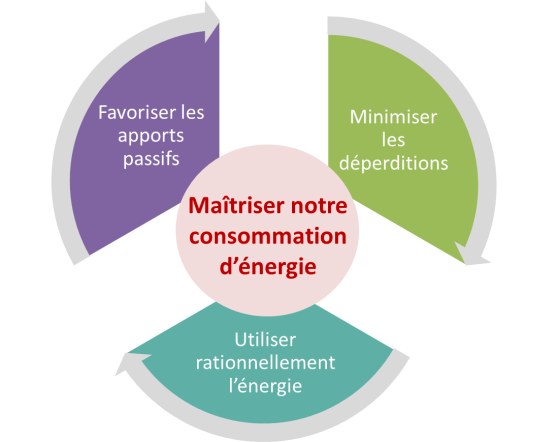 Favoriser les
apports
passifs
Minimiser
les
déperditions
Maîtriser notre
consommation
d'énergie
Utiliser
rationnellement
l'énergie